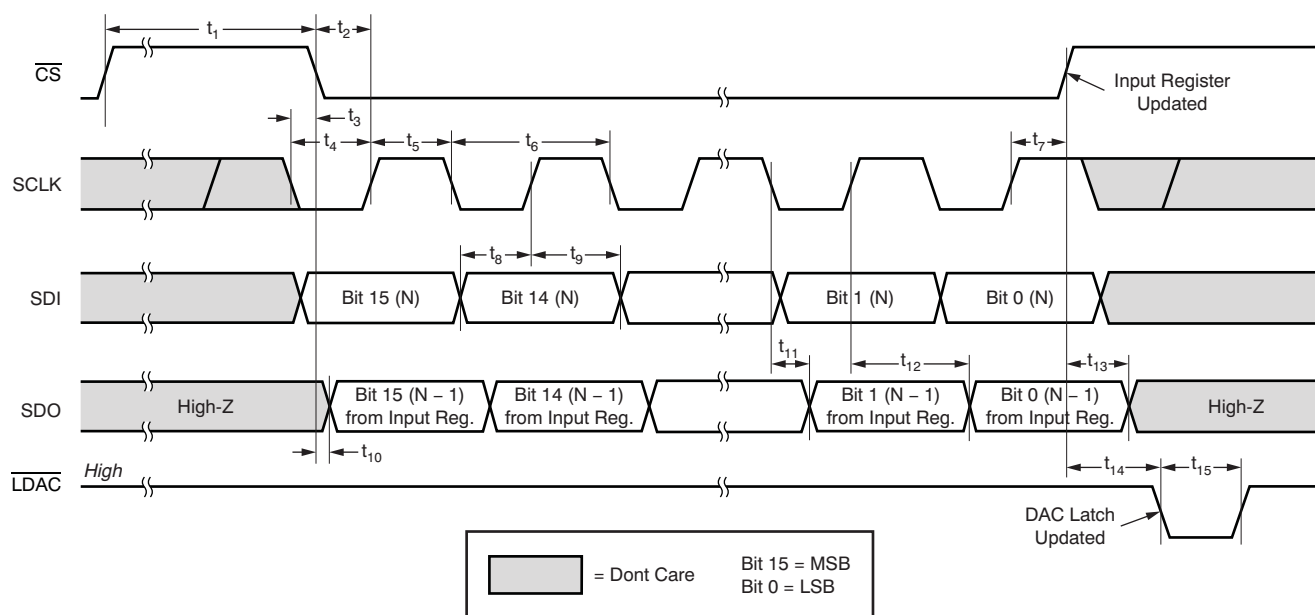 t1
t2
CS
Input Register
Updated
t3
t4
t5
t6
t7
SCLK
t8
t9
SDI
Bit 15 (N)
Bit 14 (N)
Bit 1 (N)
Bit 0 (N)
t11
t12
t13
SDO
High-Z
Bit 15 (N – 1)
from Input Reg.
Bit 14 (N – 1)
from Input Reg.
Bit 1 (N – 1)
from Input Reg.
Bit 0 (N – 1)
from Input Reg.
High-Z
t10
High
LDAC
t14
t15
DAC Latch
Updated
= Dont Care
Bit 15 = MSB
Bit 0 = LSB